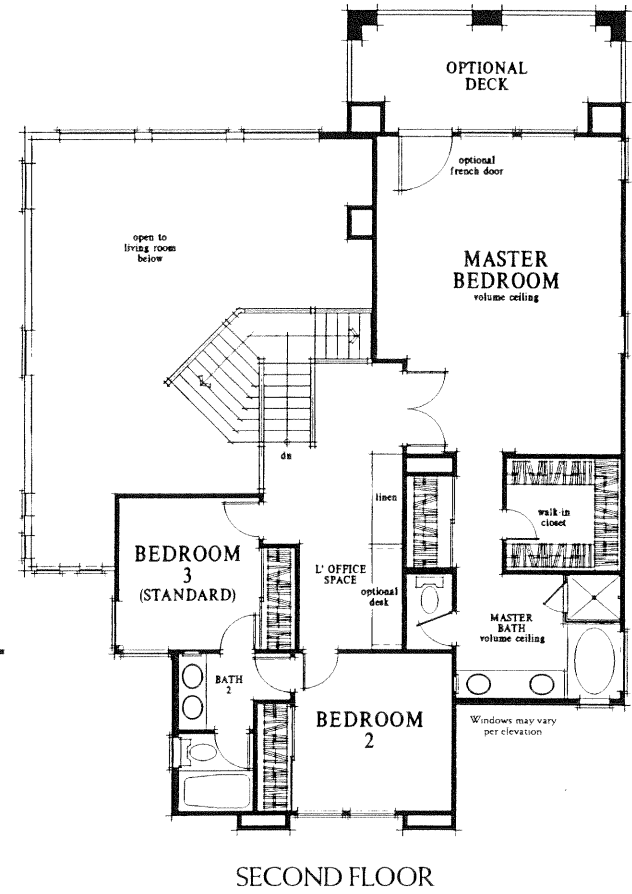 OPTIONAL
DECK
optional
french door
open to
living room
below
MASTER
BEDROOM
volume ceiling
dn
linen
walk-in
closet
BEDROOM
3
(STANDARD)
L' OFFICE
SPACE
optional
desk
MASTER
BATH
volume ceiling
BATH
2
BEDROOM
2
Windows may vary
per elevation
SECOND FLOOR